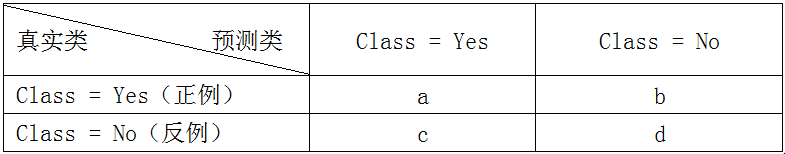 真实类 预测类 Class = Yes Class = No
Class = Yes（正例） a b
Class = No（反例） c d